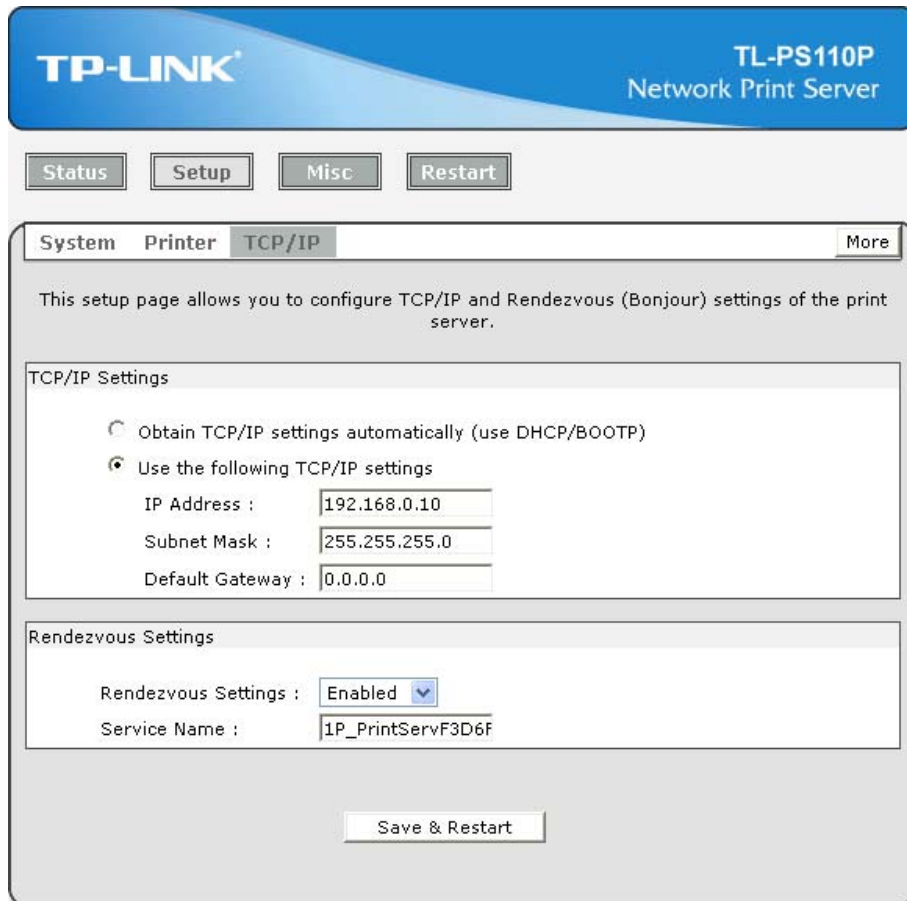 TP-LINK
TL-PS110P
Network Print Server
Status Setup Misc Restart
System Printer TCP/IP More
This setup page allows you to configure TCP/IP and Rendezvous (Bonjour) settings of the print
server.
TCP/IP Settings
Obtain TCP/IP settings automatically (use DHCP/BOOTP)
Use the following TCP/IP settings
IP Address : 192.168.0.10
Subnet Mask : 255.255.255.0
Default Gateway : 0.0.0.0
Rendezvous Settings
Rendezvous Settings : Enabled
Service Name : 1P_PrintServF3D6F
Save & Restart